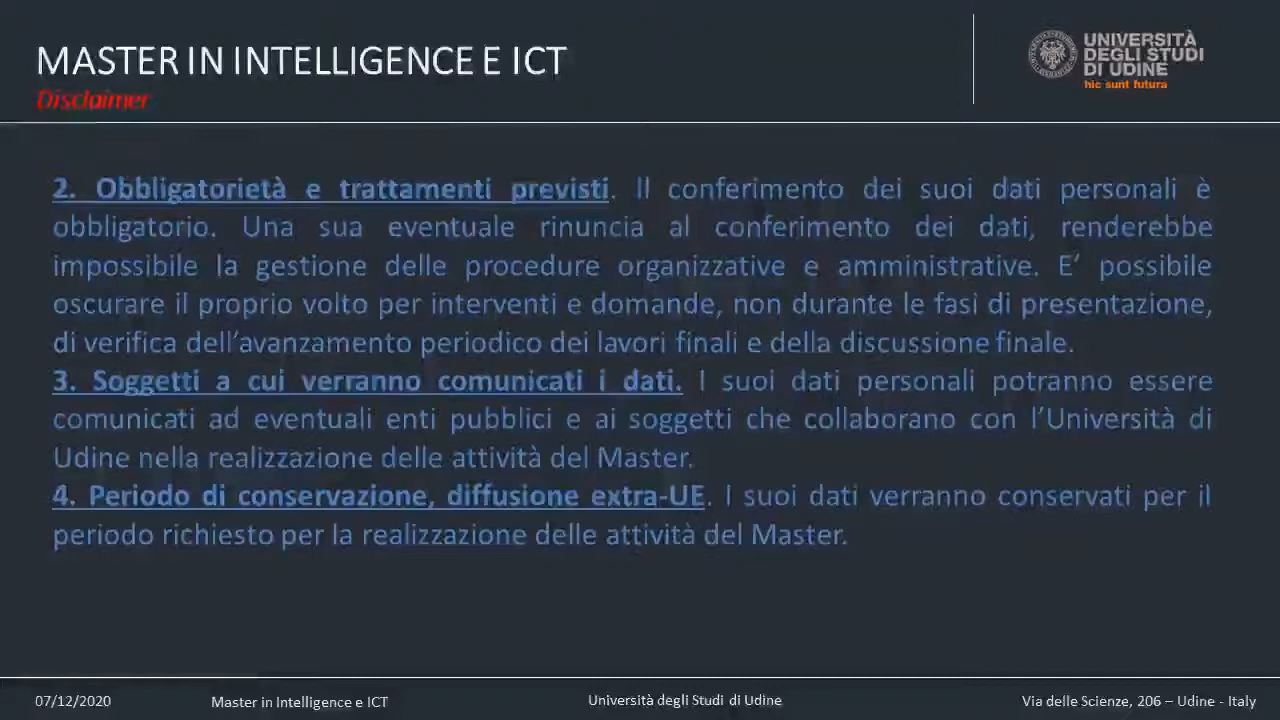 MASTER IN INTELLIGENCE E ICT
Disclaimer
UNIVERSITÀ
DEGLI STUDI
DI UDINE
hic sunt futura
2. Obbligatorietà e trattamenti previsti. Il conferimento dei suoi dati personali è
obbligatorio. Una sua eventuale rinuncia al conferimento dei dati, renderebbe
impossibile la gestione delle procedure organizzative e amministrative. E’ possibile
oscurare il proprio volto per interventi e domande, non durante le fasi di presentazione,
di verifica dell’avanzamento periodico dei lavori finali e della discussione finale.
3. Soggetti a cui verranno comunicati i dati. I suoi dati personali potranno essere
comunicati ad eventuali enti pubblici e ai soggetti che collaborano con l’Università di
Udine nella realizzazione delle attività del Master.
4. Periodo di conservazione, diffusione extra-UE. I suoi dati verranno conservati per il
periodo richiesto per la realizzazione delle attività del Master.
07/12/2020
Master in Intelligence e ICT
Università degli Studi di Udine
Via delle Scienze, 206 – Udine - Italy